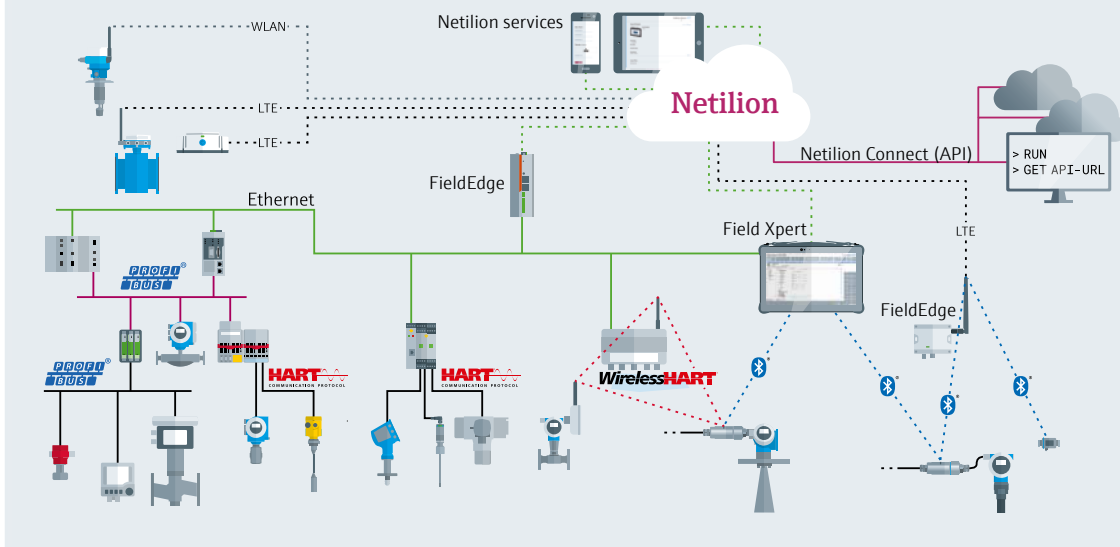 Netilion services
WLAN
Netilion
LTE
LTE
Netilion Connect (API)
> RUN
> GET API-URL
FieldEdge
Ethernet
Field Xpert
LTE
PROFI
BUS
®
FieldEdge
PROFI
BUS
®
HART
COMMUNICATION PROTOCOL
HART
COMMUNICATION PROTOCOL
WirelessHART